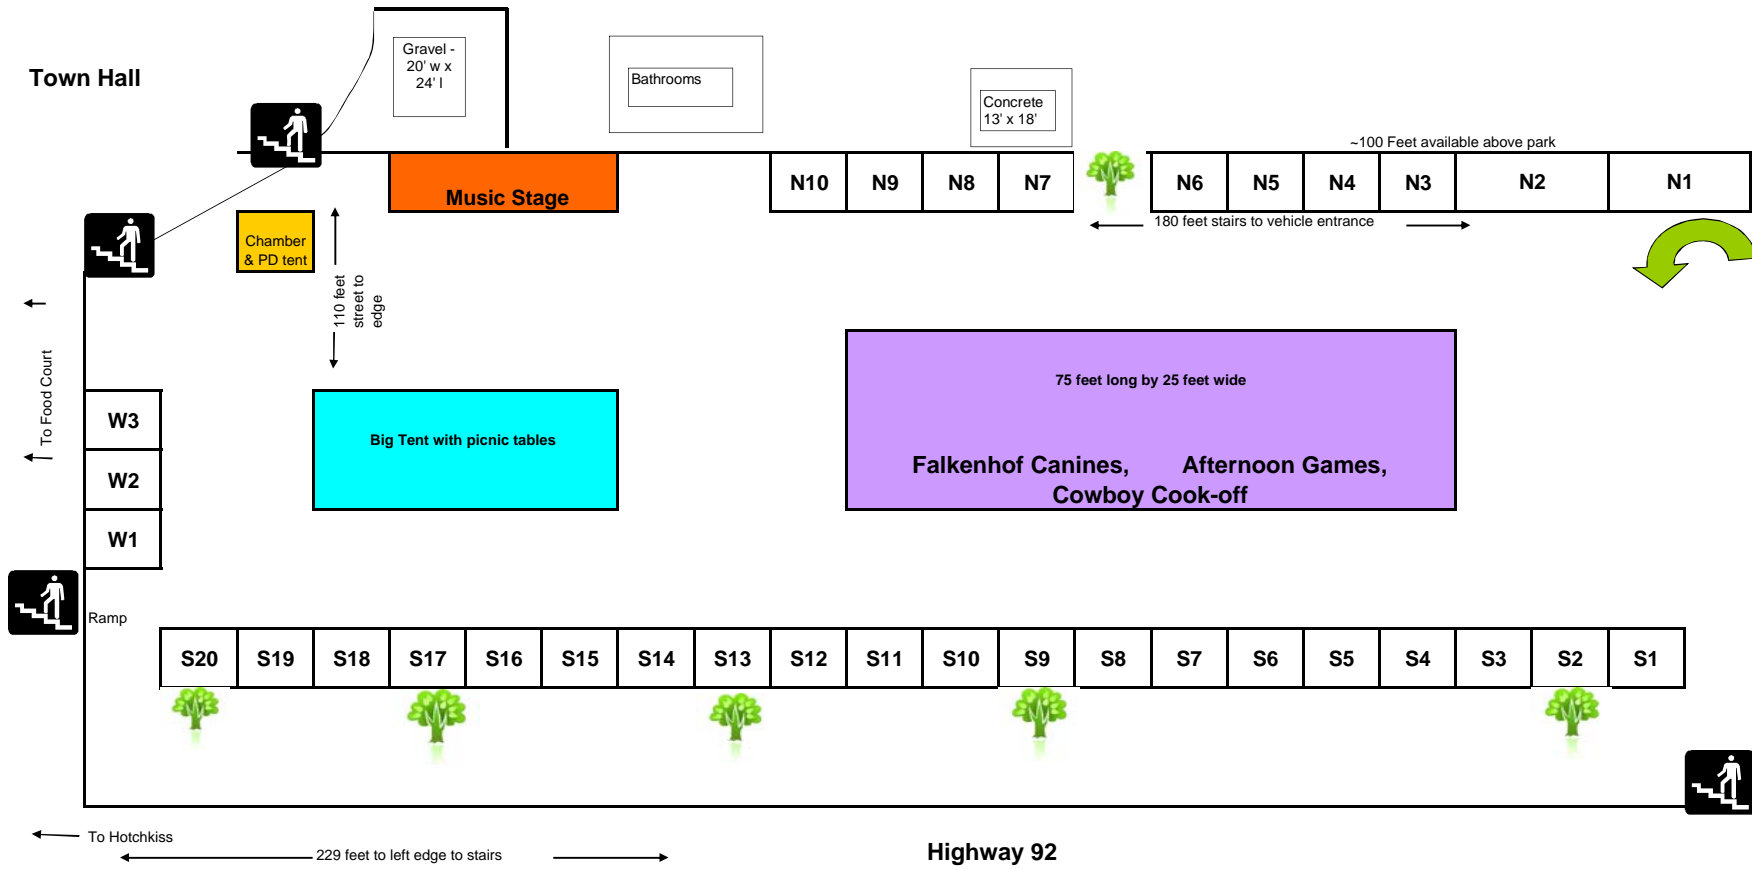 Town Hall
Gravel -
20' w x
24' l
Bathrooms
Concrete
13' x 18'
~100 Feet available above park
Music Stage
N10
N9
N8
N7
N6
N5
N4
N3
N2
N1
180 feet stairs to vehicle entrance
Chamber
& PD tent
110 feet
street to
edge
To Food Court
75 feet long by 25 feet wide
Falkenhof Canines, Afternoon Games,
Cowboy Cook-off
Big Tent with picnic tables
W3
W2
W1
Ramp
S20
S19
S18
S17
S16
S15
S14
S13
S12
S11
S10
S9
S8
S7
S6
S5
S4
S3
S2
S1
To Hotchkiss
229 feet to left edge to stairs
Highway 92